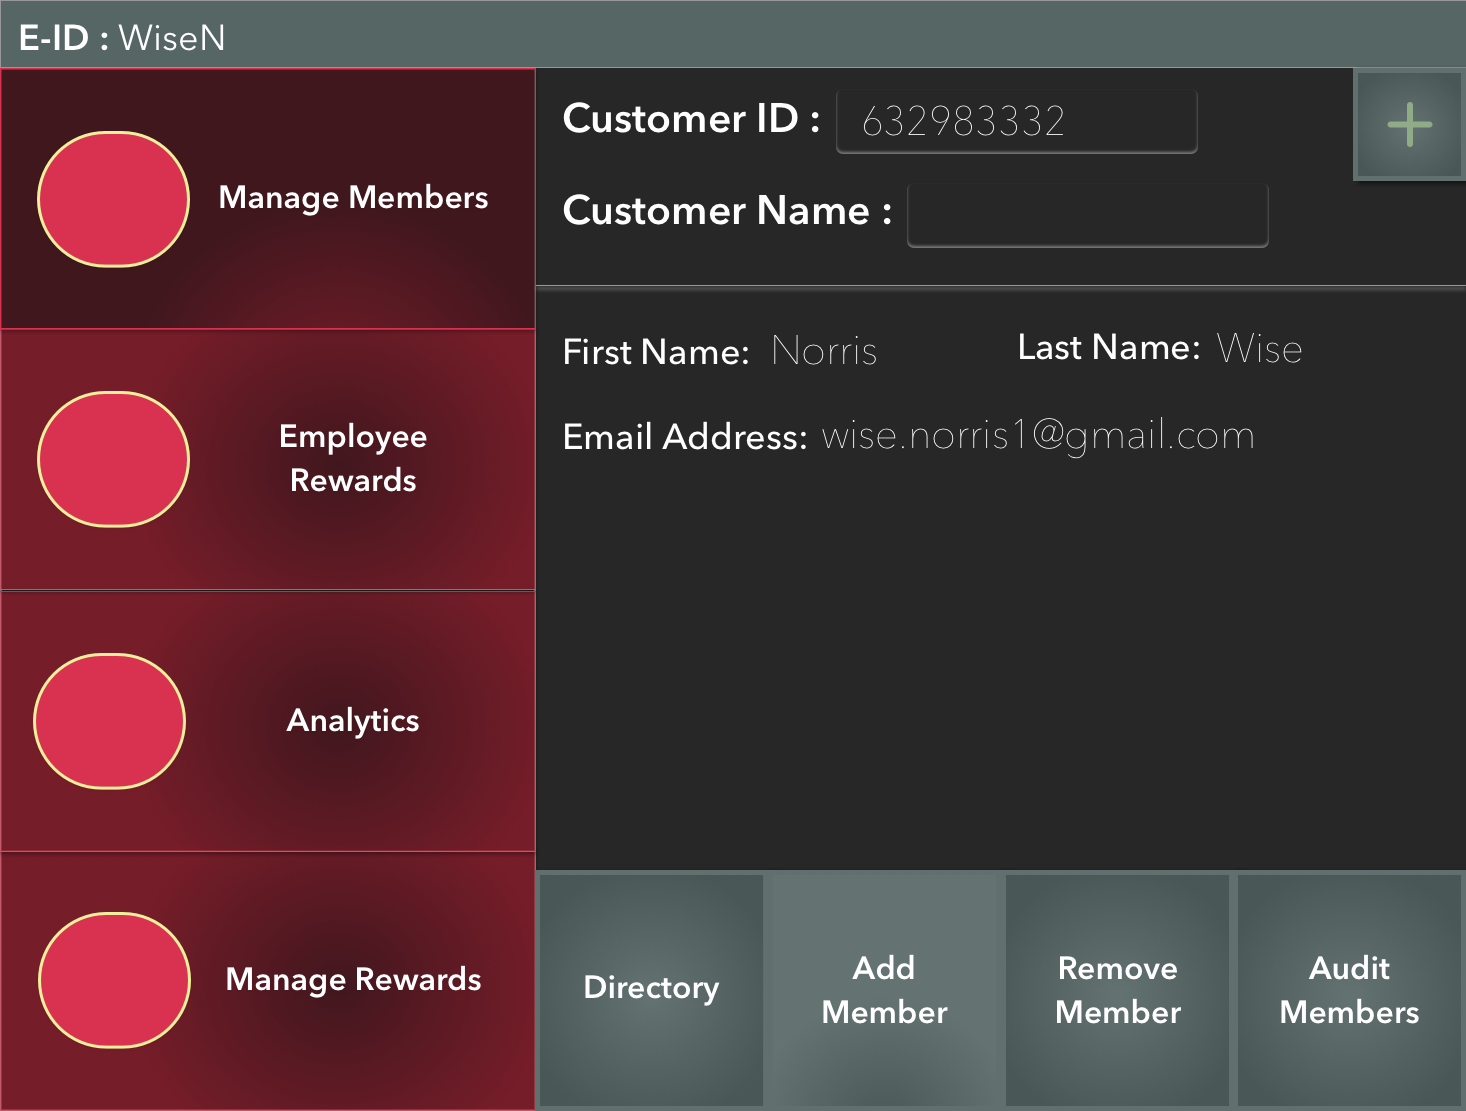 E-ID : WiseN
Manage Members
Employee
Rewards
Analytics
Manage Rewards
Customer ID : 632983332
Customer Name :
First Name: Norris
Last Name: Wise
Email Address: wise.norris1@gmail.com
Directory
Add
Member
Remove
Member
Audit
Members